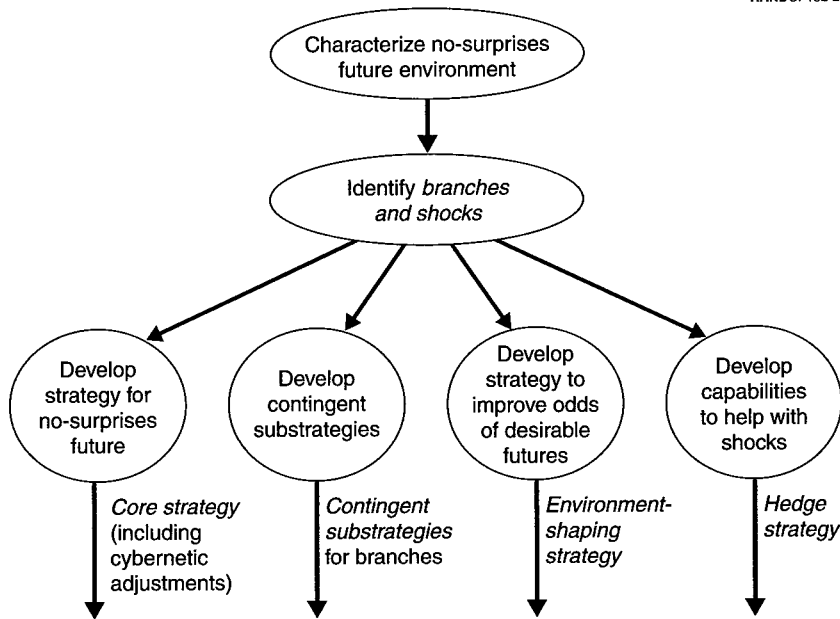 Characterize no-surprises
future environment
Identify branches
and shocks
Develop
strategy for
no-surprises
future
Develop
contingent
substrategies
Develop
strategy to
improve odds
of desirable
futures
Develop
capabilities
to help with
shocks
Core strategy
(including
cybernetic
adjustments)
Contingent
substrategies
for branches
Environment-
shaping
strategy
Hedge
strategy